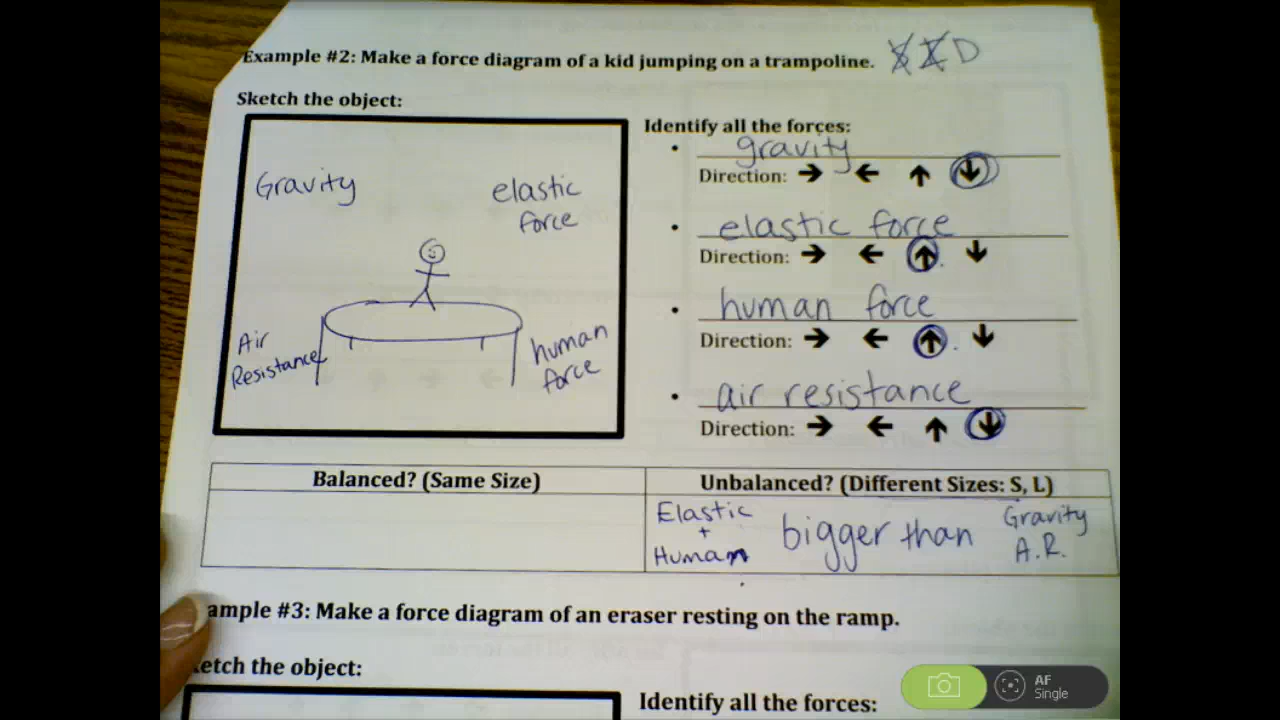 Example #2: Make a force diagram of a kid jumping on a trampoline. S I D
Sketch the object:
Gravity
elastic
force
Air
Resistance
human
force
Identify all the forces:
• gravity
Direction: → ← ↑ ↓
• elastic force
Direction: → ← ↑ ↓
• human force
Direction: → ← ↑ ↓
• air resistance
Direction: → ← ↑ ↓
Balanced? (Same Size)
Unbalanced? (Different Sizes: S, L)
Elastic
+
Human
bigger than
Gravity
A.R.
ample #3: Make a force diagram of an eraser resting on the ramp.
etch the object:
Identify all the forces:
AF
Single